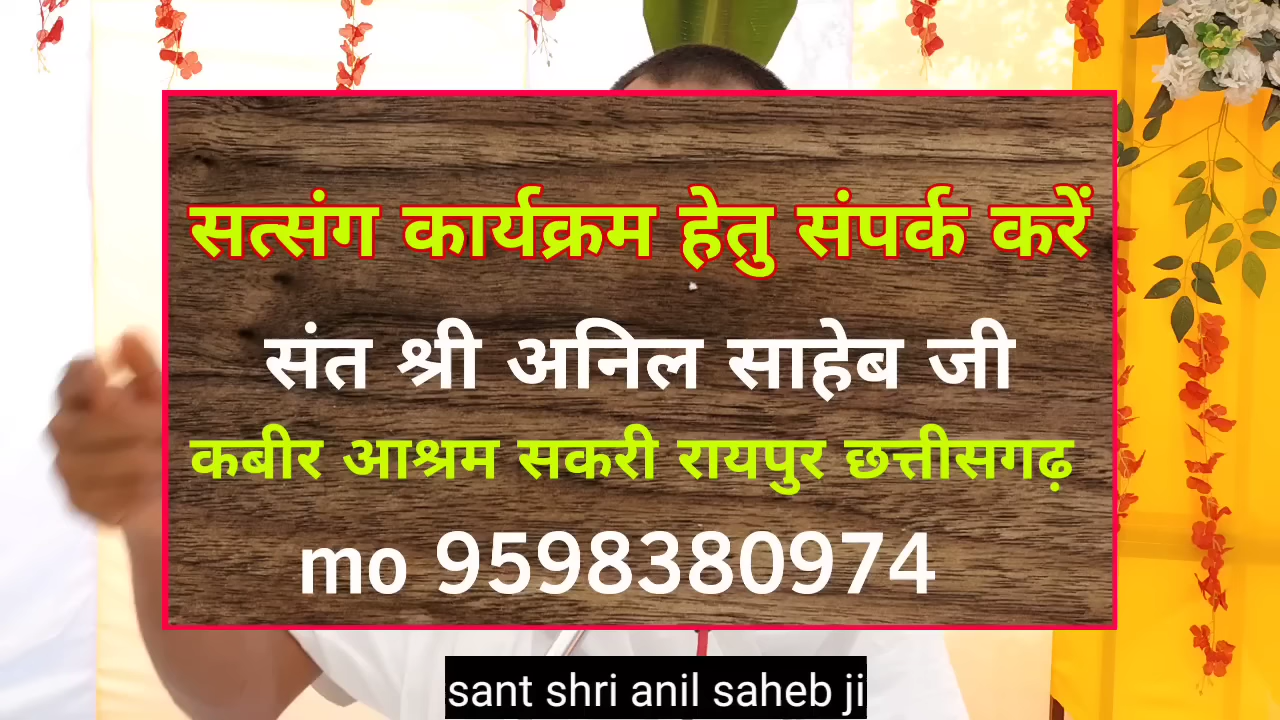 सत्संग कार्यक्रम हेतु संपर्क करें
संत श्री अनिल साहेब जी
कबीर आश्रम सकरी रायपुर छत्तीसगढ़
mo 9598380974
sant shri anil saheb ji